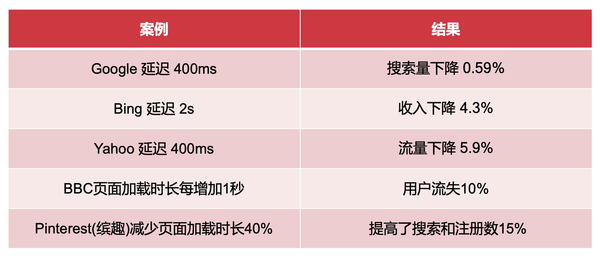 案例 结果
Google 延迟 400ms 搜索量下降 0.59%
Bing 延迟 2s 收入下降 4.3%
Yahoo 延迟 400ms 流量下降 5.9%
BBC页面加载时长每增加1秒 用户流失10%
Pinterest(缤趣)减少页面加载时长40% 提高了搜索和注册数15%